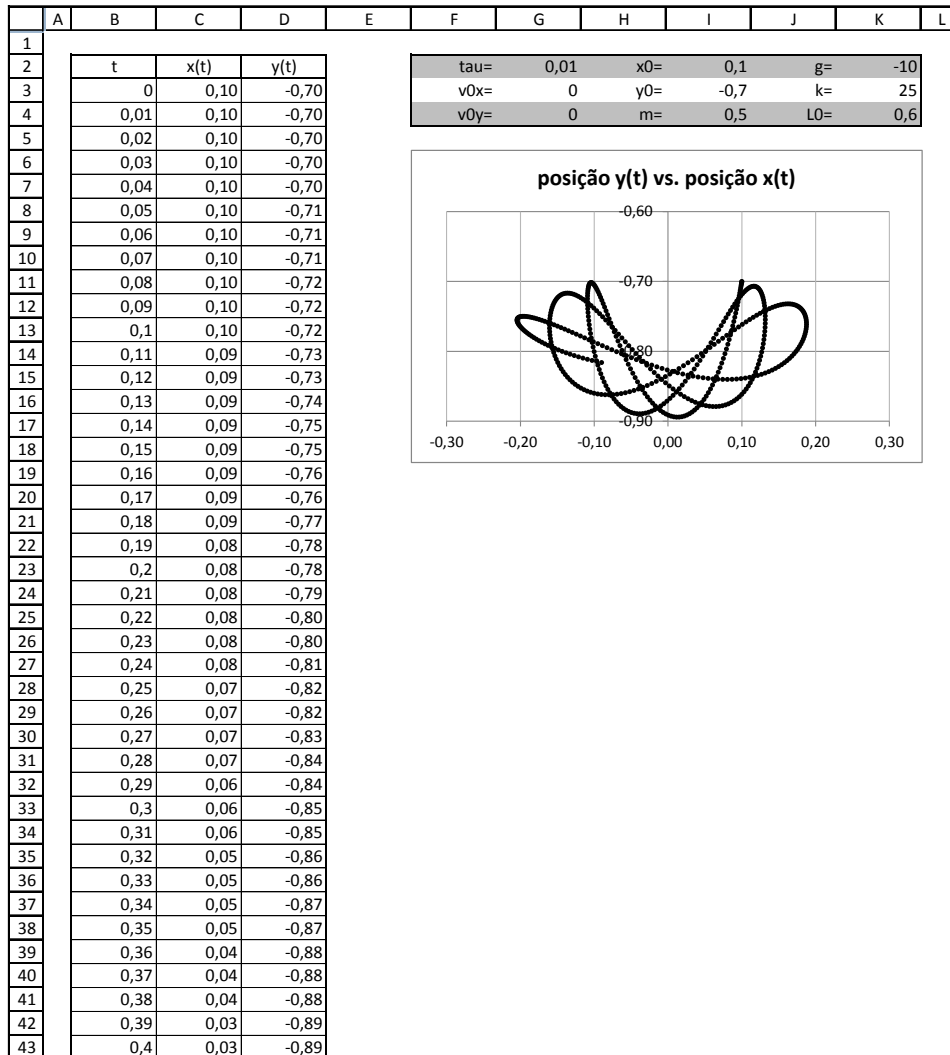 A B C D E F G H I J K L
1
2 t x(t) y(t) tau= 0,01 x0= 0,1 g= -10
3 0 0,10 -0,70 v0x= 0 y0= -0,7 k= 25
4 0,01 0,10 -0,70 v0y= 0 m= 0,5 L0= 0,6
5 0,02 0,10 -0,70
6 0,03 0,10 -0,70
7 0,04 0,10 -0,70
8 0,05 0,10 -0,71
9 0,06 0,10 -0,71
10 0,07 0,10 -0,71
11 0,08 0,10 -0,72
12 0,09 0,10 -0,72
13 0,1 0,10 -0,72
14 0,11 0,09 -0,73
15 0,12 0,09 -0,73
16 0,13 0,09 -0,74
17 0,14 0,09 -0,75
18 0,15 0,09 -0,75
19 0,16 0,09 -0,76
20 0,17 0,09 -0,76
21 0,18 0,09 -0,77
22 0,19 0,08 -0,78
23 0,2 0,08 -0,78
24 0,21 0,08 -0,79
25 0,22 0,08 -0,80
26 0,23 0,08 -0,80
27 0,24 0,08 -0,81
28 0,25 0,07 -0,82
29 0,26 0,07 -0,82
30 0,27 0,07 -0,83
31 0,28 0,07 -0,84
32 0,29 0,06 -0,84
33 0,3 0,06 -0,85
34 0,31 0,06 -0,85
35 0,32 0,05 -0,86
36 0,33 0,05 -0,86
37 0,34 0,05 -0,87
38 0,35 0,05 -0,87
39 0,36 0,04 -0,88
40 0,37 0,04 -0,88
41 0,38 0,04 -0,88
42 0,39 0,03 -0,89
43 0,4 0,03 -0,89
posição y(t) vs. posição x(t)
-0,60
-0,70
-0,80
-0,90
-0,30 -0,20 -0,10 0,00 0,10 0,20 0,30